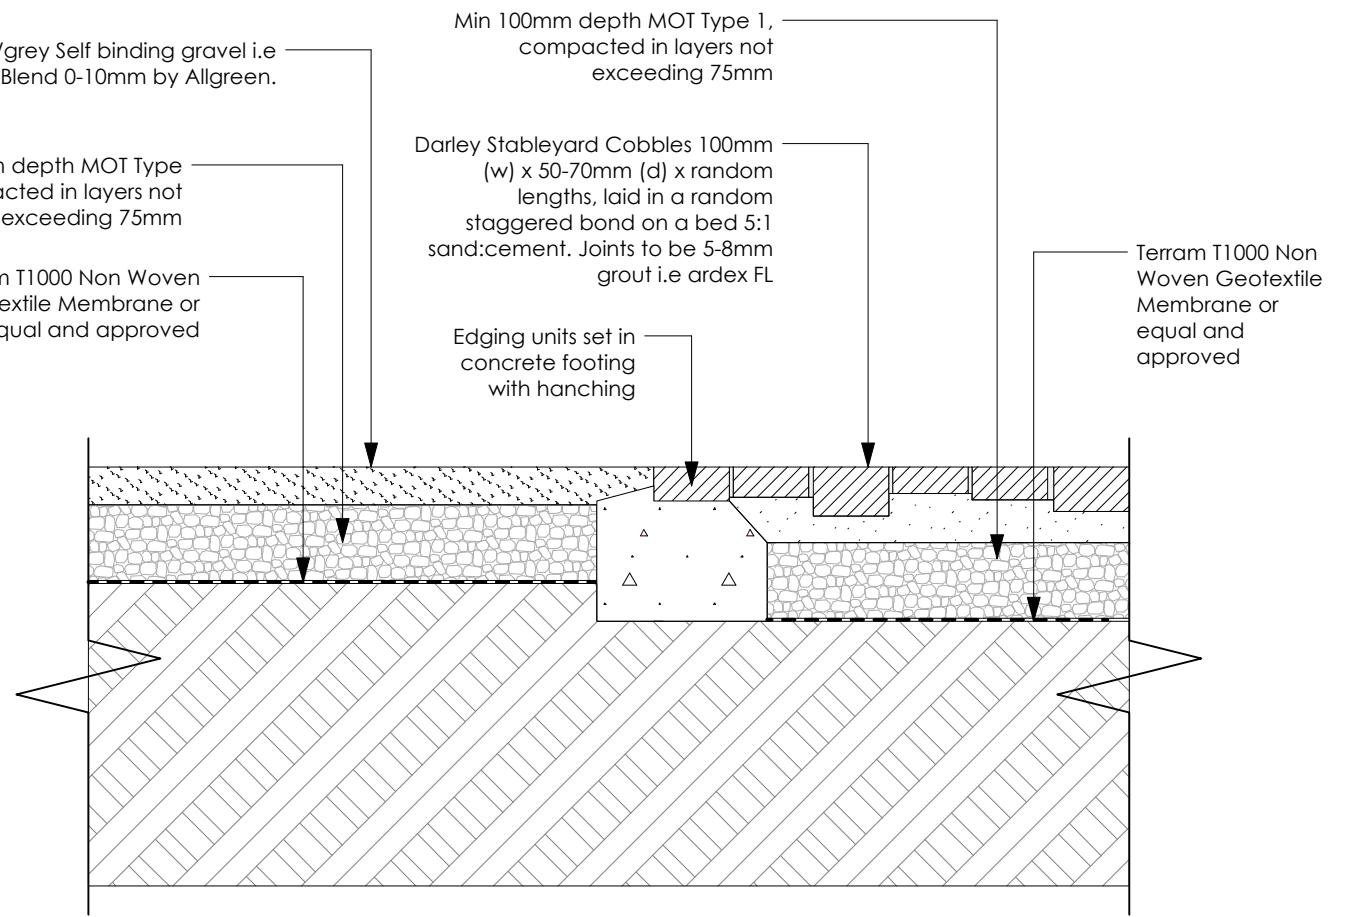 Min 100mm depth MOT Type 1,
compacted in layers not
exceeding 75mm
/grey Self binding gravel i.e
Blend 0-10mm by Allgreen.
Darley Stableyard Cobbles 100mm
(w) x 50-70mm (d) x random
lengths, laid in a random
staggered bond on a bed 5:1
sand:cement. Joints to be 5-8mm
grout i.e ardex FL
depth MOT Type
in layers not
exceeding 75mm
T1000 Non Woven
Membrane or
equal and approved
Edging units set in
concrete footing
with hanching
Terram T1000 Non
Woven Geotextile
Membrane or
equal and
approved